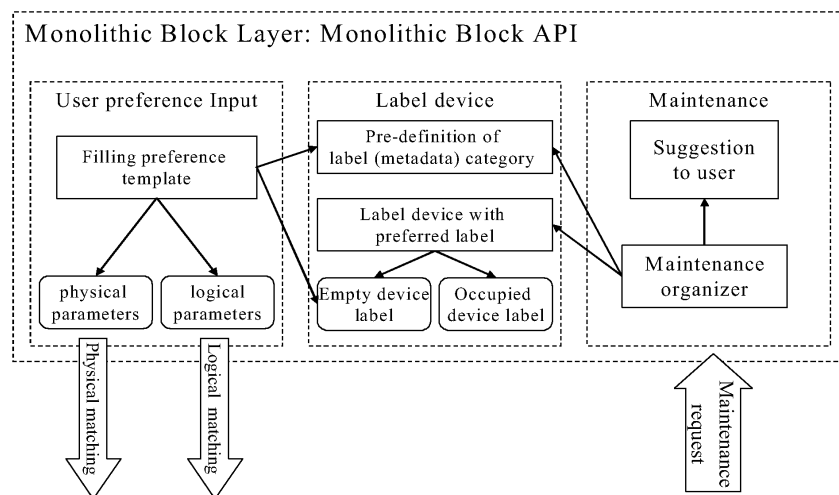 Monolithic Block Layer: Monolithic Block API
User preference Input
Filling preference
template
physical
parameters
logical
parameters
Physical matching
Logical matching
Label device
Pre-definition of
label (metadata) category
Label device with
preferred label
Empty device
label
Occupied
device label
Maintenance
Suggestion
to user
Maintenance
organizer
Maintenance
request